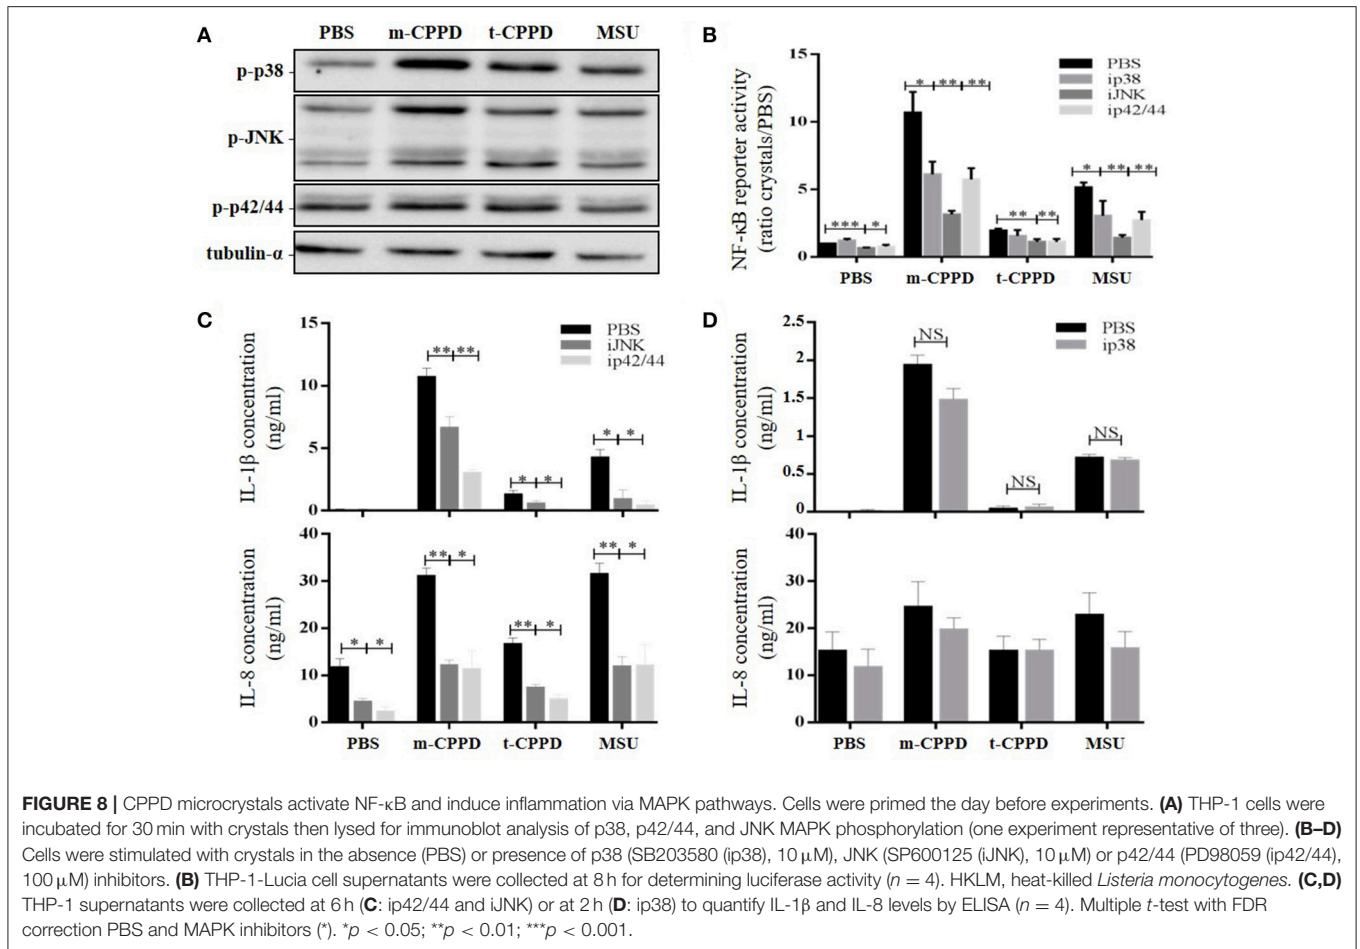 A
PBS m-CPPD t-CPPD MSU
p-p38
p-JNK
p-p42/44
tubulin-α
B
NF-κB reporter activity
(ratio crystals/PBS)
15
10
5
0
PBS
ip38
iJNK
ip42/44
* ** **
* ** **
*** *
** **
PBS m-CPPD t-CPPD MSU
C
IL-1β concentration
(ng/ml)
15
10
5
0
PBS
iJNK
ip42/44
** **
* *
* *
IL-8 concentration
(ng/ml)
40
30
20
10
0
* *
** *
** *
** *
PBS m-CPPD t-CPPD MSU
D
IL-1β concentration
(ng/ml)
2.5
2
1.5
1
0.5
0
PBS
ip38
NS
NS
NS
IL-8 concentration
(ng/ml)
40
30
20
10
0
PBS m-CPPD t-CPPD MSU
FIGURE 8 | CPPD microcrystals activate NF-κB and induce inflammation via MAPK pathways. Cells were primed the day before experiments. (A) THP-1 cells were
incubated for 30 min with crystals then lysed for immunoblot analysis of p38, p42/44, and JNK MAPK phosphorylation (one experiment representative of three). (B–D)
Cells were stimulated with crystals in the absence (PBS) or presence of p38 (SB203580 (ip38), 10 μM), JNK (SP600125 (iJNK), 10 μM) or p42/44 (PD98059 (ip42/44),
100 μM) inhibitors. (B) THP-1-Lucia cell supernatants were collected at 8 h for determining luciferase activity (n = 4). HKLM, heat-killed Listeria monocytogenes. (C,D)
THP-1 supernatants were collected at 6 h (C: ip42/44 and iJNK) or at 2 h (D: ip38) to quantify IL-1β and IL-8 levels by ELISA (n = 4). Multiple t-test with FDR
correction PBS and MAPK inhibitors (*). *p < 0.05; **p < 0.01; ***p < 0.001.